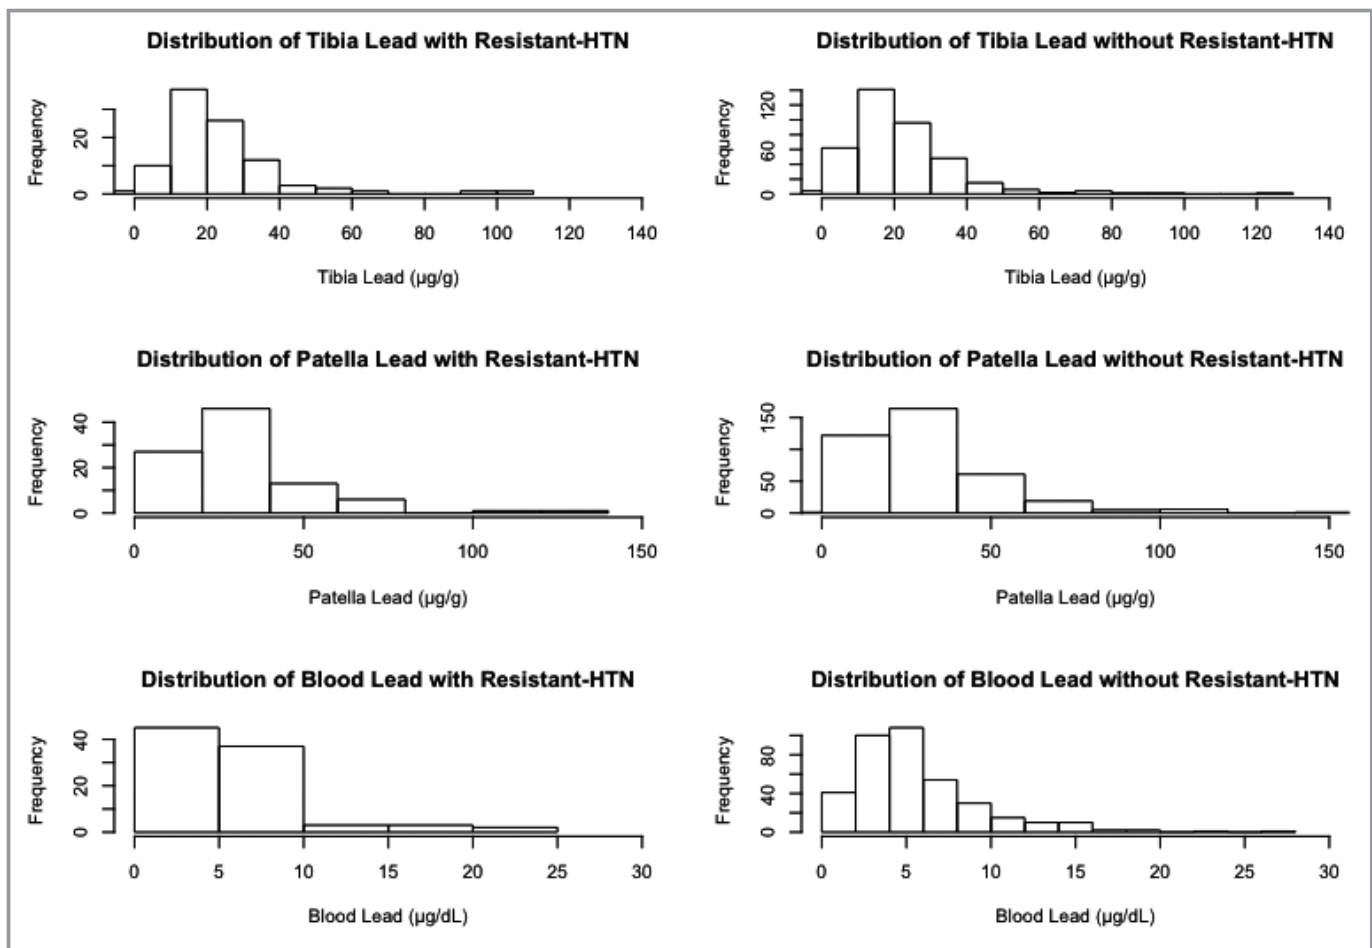 Distribution of Tibia Lead with Resistant-HTN
Frequency
20
0
0 20 40 60 80 100 120 140
Tibia Lead (µg/g)
Distribution of Tibia Lead without Resistant-HTN
Frequency
120
60
0
0 20 40 60 80 100 120 140
Tibia Lead (µg/g)
Distribution of Patella Lead with Resistant-HTN
Frequency
40
20
0
0 50 100 150
Patella Lead (µg/g)
Distribution of Patella Lead without Resistant-HTN
Frequency
150
50
0
0 50 100 150
Patella Lead (µg/g)
Distribution of Blood Lead with Resistant-HTN
Frequency
40
20
0
0 5 10 15 20 25 30
Blood Lead (µg/dL)
Distribution of Blood Lead without Resistant-HTN
Frequency
80
40
0
0 5 10 15 20 25 30
Blood Lead (µg/dL)